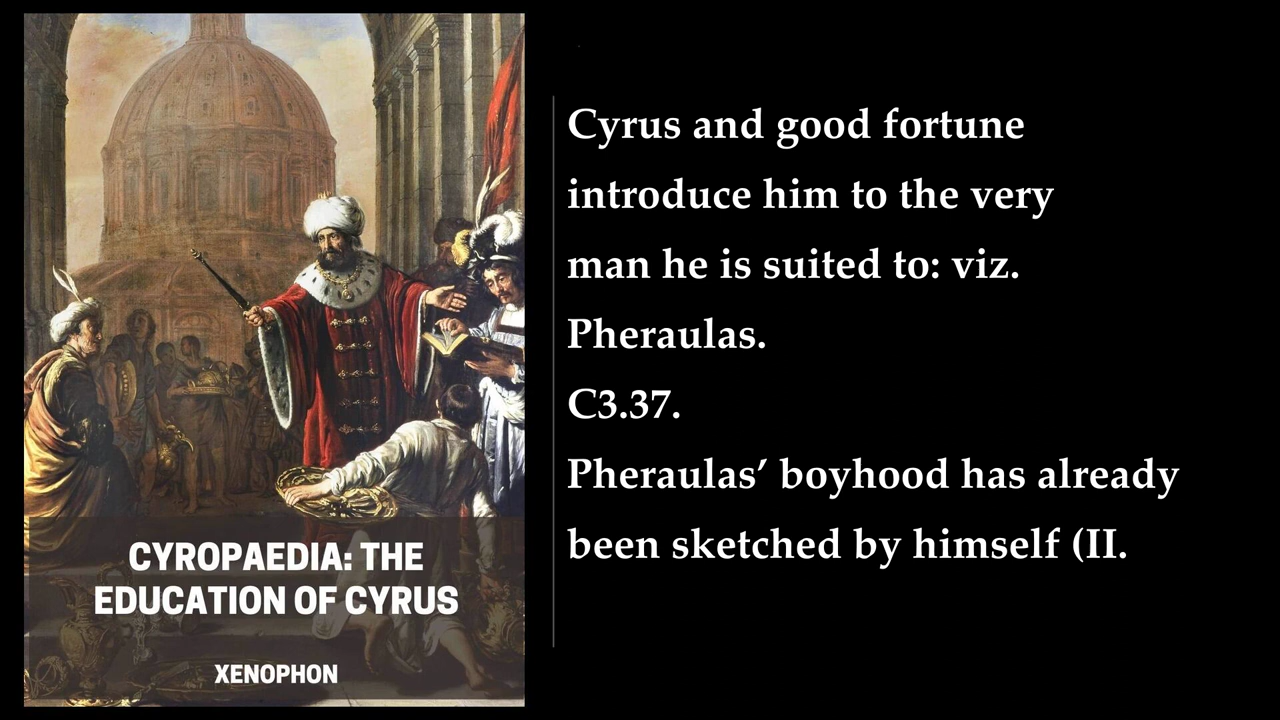 Cyrus and good fortune
introduce him to the very
man he is suited to: viz.
Pheraulas.
C3.37.
Pheraulas’ boyhood has already
been sketched by himself (II.
CYROPAEDIA: THE
EDUCATION OF CYRUS
XENOPHON